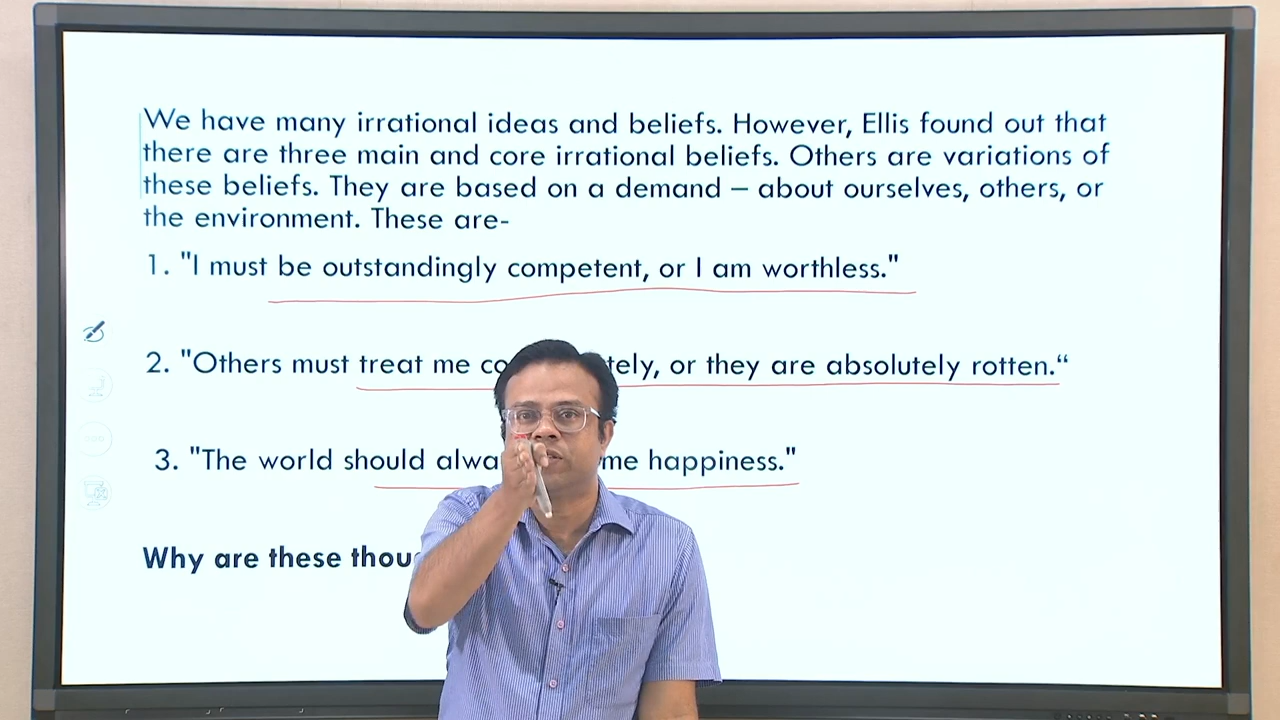 We have many irrational ideas and beliefs. However, Ellis found out that
there are three main and core irrational beliefs. Others are variations of
these beliefs. They are based on a demand – about ourselves, others, or
the environment. These are-
1. "I must be outstandingly competent, or I am worthless."
2. "Others must treat me co tely, or they are absolutely rotten.“
3. "The world should alwa me happiness."
Why are these thou